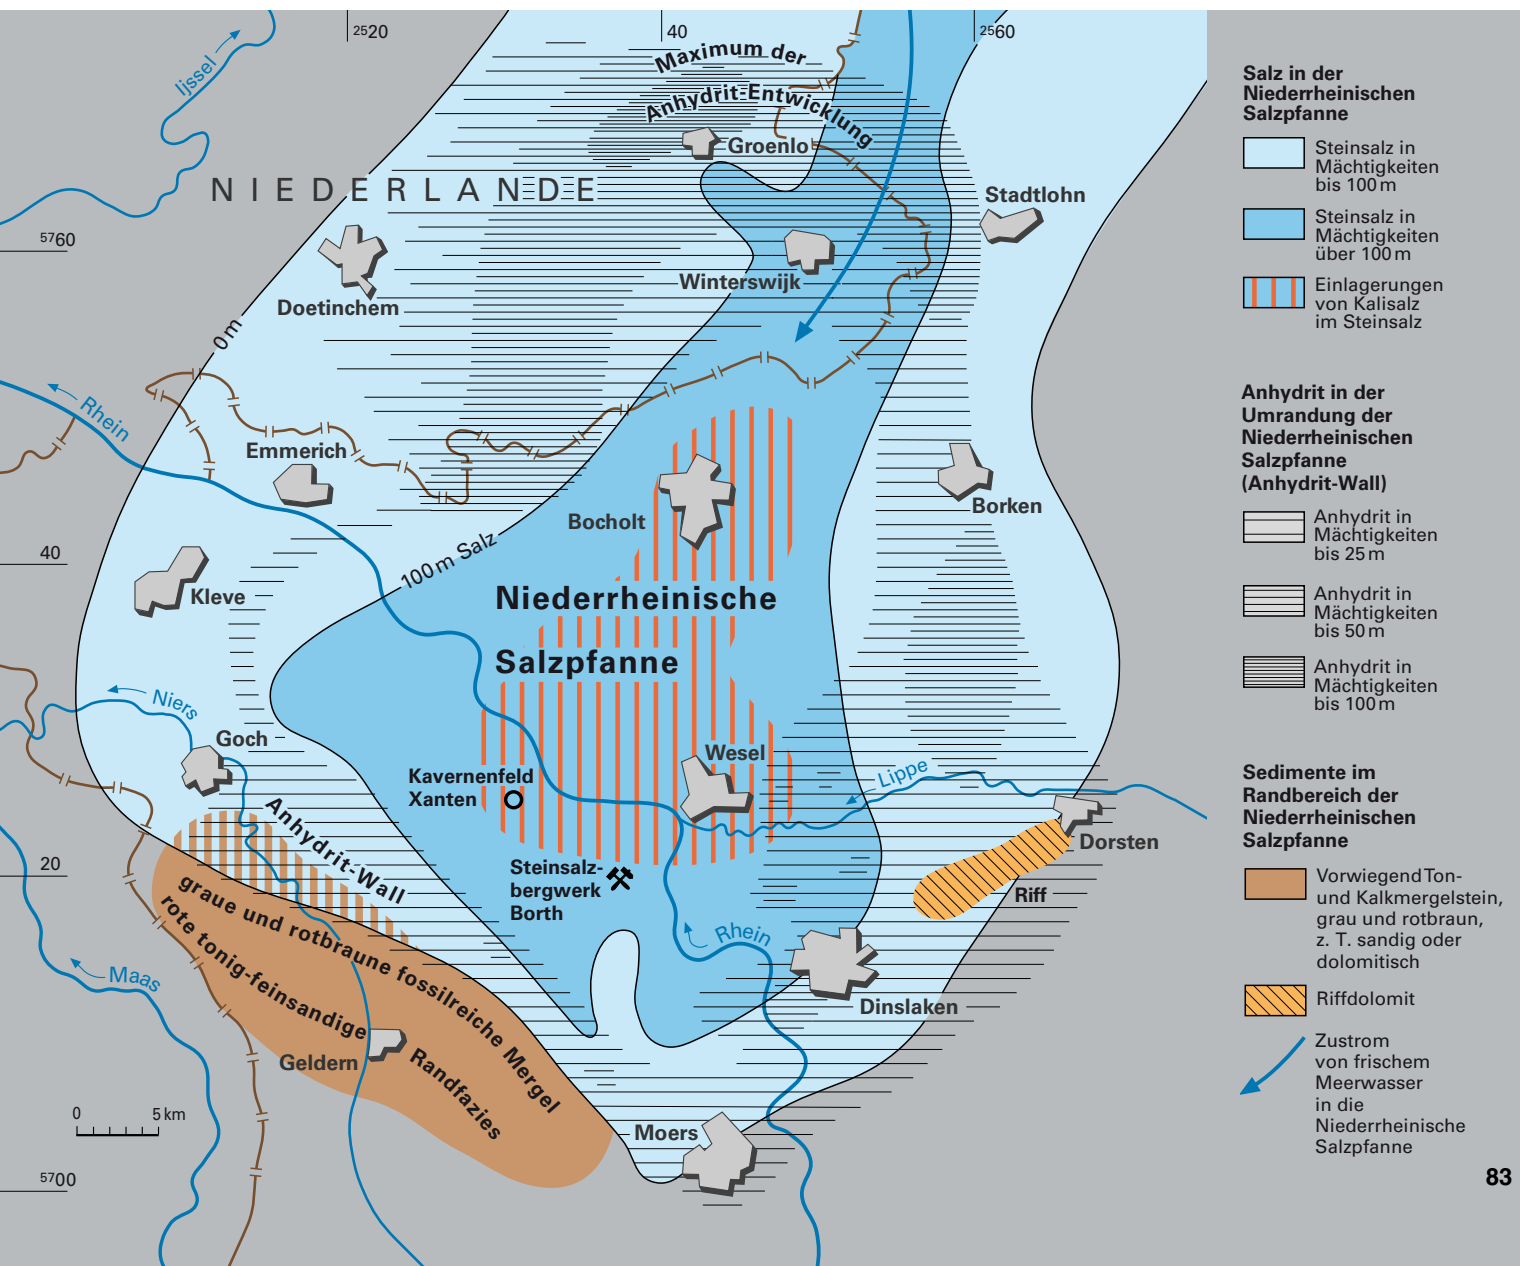 2520
40
2560
Ijssel
Maximum der
Anhydrit-Entwicklung
Groenlo
NIEDERLANDE
Stadtlohn
5760
Winterswijk
Doetinchem
0 m
Rhein
Emmerich
Bocholt
Borken
40
100 m Salz
Kleve
Niederrheinische
Salzpfanne
Niers
Goch
Wesel
Kavernenfeld
Xanten
Lippe
Anhydrit-Wall
Dorsten
20
Steinsalz-
bergwerk
Borth
Riff
graue und rotbraune fossilreiche Mergel
rote tonig-feinsandige
Randfazies
Rhein
Maas
Dinslaken
Geldern
0
5 km
Moers
5700
Salz in der
Niederrheinischen
Salzpfanne
Steinsalz in
Mächtigkeiten
bis 100 m
Steinsalz in
Mächtigkeiten
über 100 m
Einlagerungen
von Kalisalz
im Steinsalz
Anhydrit in der
Umrandung der
Niederrheinischen
Salzpfanne
(Anhydrit-Wall)
Anhydrit in
Mächtigkeiten
bis 25 m
Anhydrit in
Mächtigkeiten
bis 50 m
Anhydrit in
Mächtigkeiten
bis 100 m
Sedimente im
Randbereich der
Niederrheinischen
Salzpfanne
Vorwiegend Ton-
und Kalkmergelstein,
grau und rotbraun,
z. T. sandig oder
dolomitisch
Riffdolomit
Zustrom
von frischem
Meerwasser
in die
Niederrheinische
Salzpfanne
83